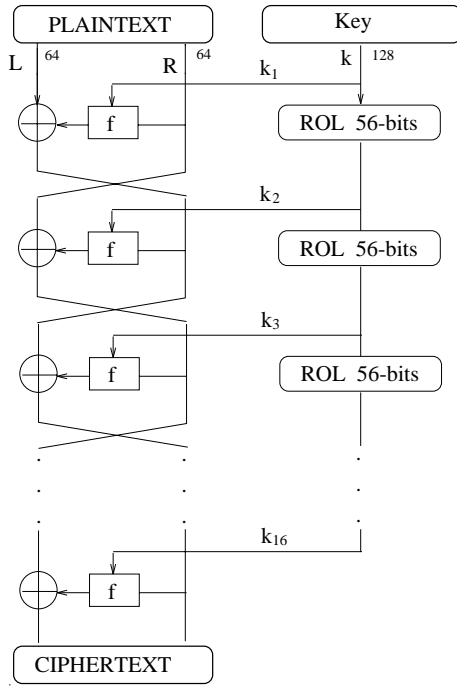 PLAINTEXT Key
L 64 R 64 k 128
k1
f ROL 56-bits
k2
f ROL 56-bits
k3
f ROL 56-bits
. . .
. . .
. . .
k16
f
CIPHERTEXT